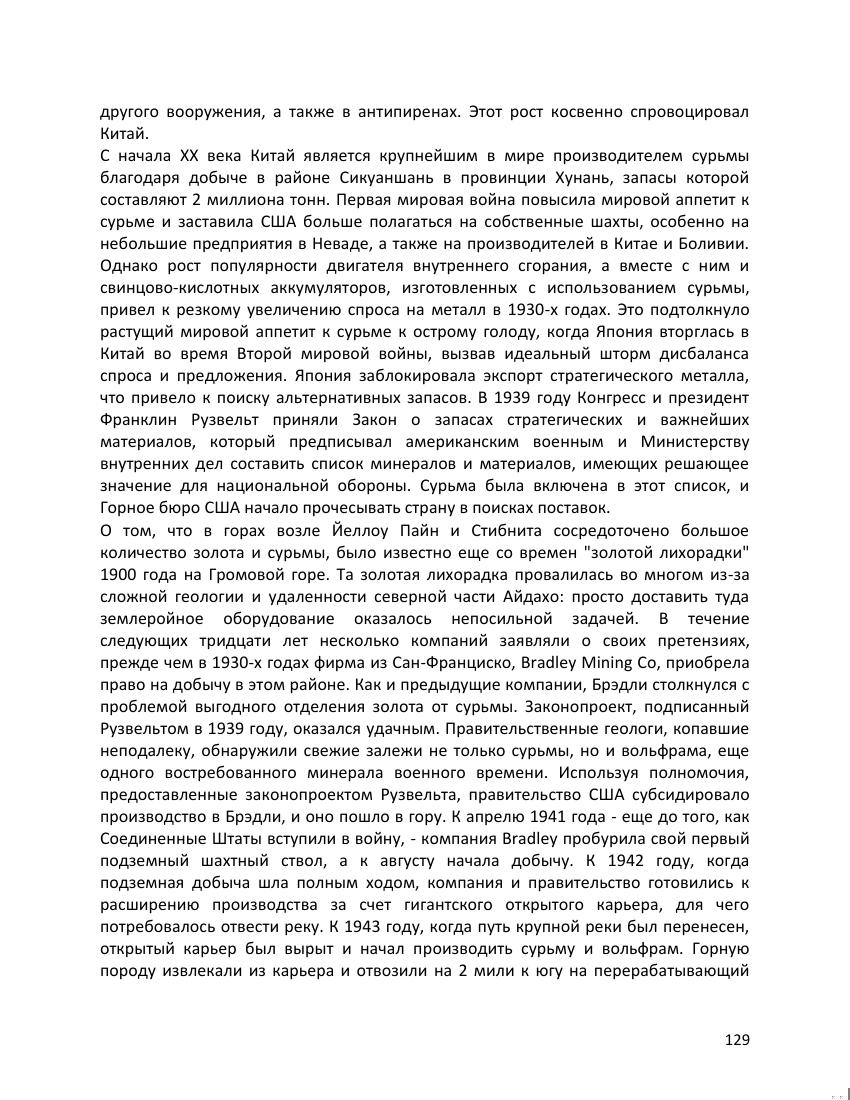 другого вооружения, а также в антипиренах. Этот рост косвенно спровоцировал
Китай.
С начала XX века Китай является крупнейшим в мире производителем сурьмы
благодаря добыче в районе Сикуаншань в провинции Хунань, запасы которой
составляют 2 миллиона тонн. Первая мировая война повысила мировой аппетит к
сурьме и заставила США больше полагаться на собственные шахты, особенно на
небольшие предприятия в Неваде, а также на производителей в Китае и Боливии.
Однако рост популярности двигателя внутреннего сгорания, а вместе с ним и
свинцово-кислотных аккумуляторов, изготовленных с использованием сурьмы,
привел к резкому увеличению спроса на металл в 1930-х годах. Это подтолкнуло
растущий мировой аппетит к сурьме к острому голоду, когда Япония вторглась в
Китай во время Второй мировой войны, вызвав идеальный шторм дисбаланса
спроса и предложения. Япония заблокировала экспорт стратегического металла,
что привело к поиску альтернативных запасов. В 1939 году Конгресс и президент
Франклин Рузвельт приняли Закон о запасах стратегических и важнейших
материалов, который предписывал американским военным и Министерству
внутренних дел составить список минералов и материалов, имеющих решающее
значение для национальной обороны. Сурьма была включена в этот список, и
Горное бюро США начало прочесывать страну в поисках поставок.
О том, что в горах возле Йеллоу Пайн и Стибнита сосредоточено большое
количество золота и сурьмы, было известно еще со времен "золотой лихорадки"
1900 года на Громовой горе. Та золотая лихорадка провалилась во многом из-за
сложной геологии и удаленности северной части Айдахо: просто доставить туда
землеройное оборудование оказалось непосильной задачей. В течение
следующих тридцати лет несколько компаний заявляли о своих претензиях,
прежде чем в 1930-х годах фирма из Сан-Франциско, Bradley Mining Co, приобрела
право на добычу в этом районе. Как и предыдущие компании, Брэдли столкнулся с
проблемой выгодного отделения золота от сурьмы. Законопроект, подписанный
Рузвельтом в 1939 году, оказался удачным. Правительственные геологи, копавшие
неподалеку, обнаружили свежие залежи не только сурьмы, но и вольфрама, еще
одного востребованного минерала военного времени. Используя полномочия,
предоставленные законопроектом Рузвельта, правительство США субсидировало
производство в Брэдли, и оно пошло в гору. К апрелю 1941 года - еще до того, как
Соединенные Штаты вступили в войну, - компания Bradley пробурила свой первый
подземный шахтный ствол, а к августу начала добычу. К 1942 году, когда
подземная добыча шла полным ходом, компания и правительство готовились к
расширению производства за счет гигантского открытого карьера, для чего
потребовалось отвести реку. К 1943 году, когда путь крупной реки был перенесен,
открытый карьер был вырыт и начал производить сурьму и вольфрам. Горную
породу извлекали из карьера и отвозили на 2 мили к югу на перерабатывающий
129